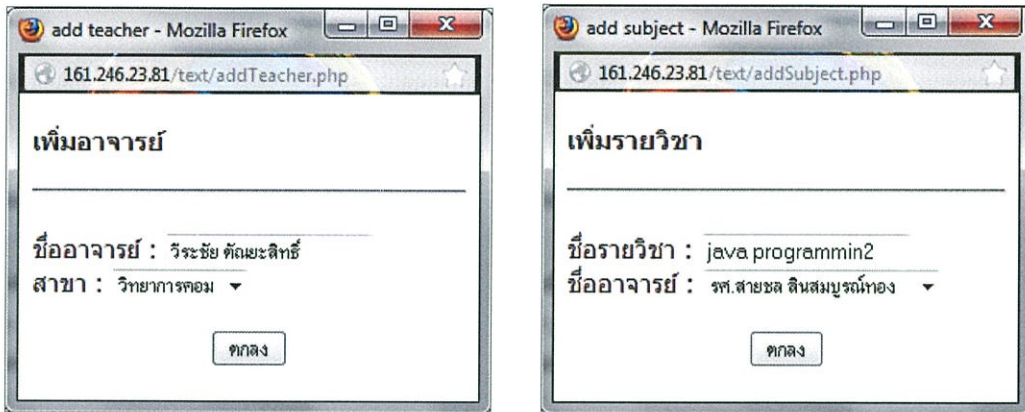 add teacher - Mozilla Firefox
161.246.23.81/text/addTeacher.php
เพิ่มอาจารย์
ชื่ออาจารย์ : วีระชัย ตัณยะสิทธิ์
สาขา : วิทยาการคอม
ตกลง
add subject - Mozilla Firefox
161.246.23.81/text/addSubject.php
เพิ่มรายวิชา
ชื่อรายวิชา : java programmin2
ชื่ออาจารย์ : รศ.สายชล สินสมบูรณ์ทอง
ตกลง